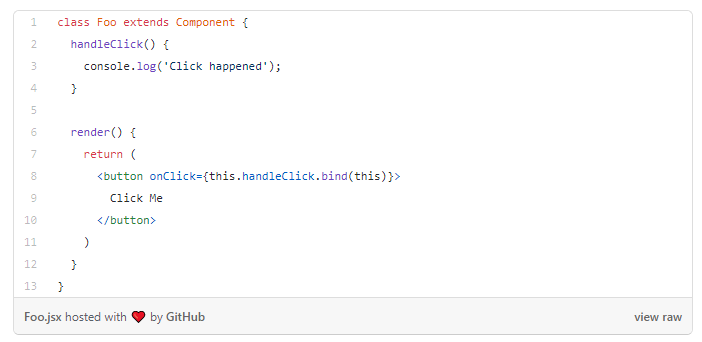 1 class Foo extends Component {
2   handleClick() {
3     console.log('Click happened');
4   }
5
6   render() {
7     return (
8       <button onClick={this.handleClick.bind(this)}>
9         Click Me
10       </button>
11     )
12   }
13 }
Foo.jsx hosted with ❤ by GitHub view raw